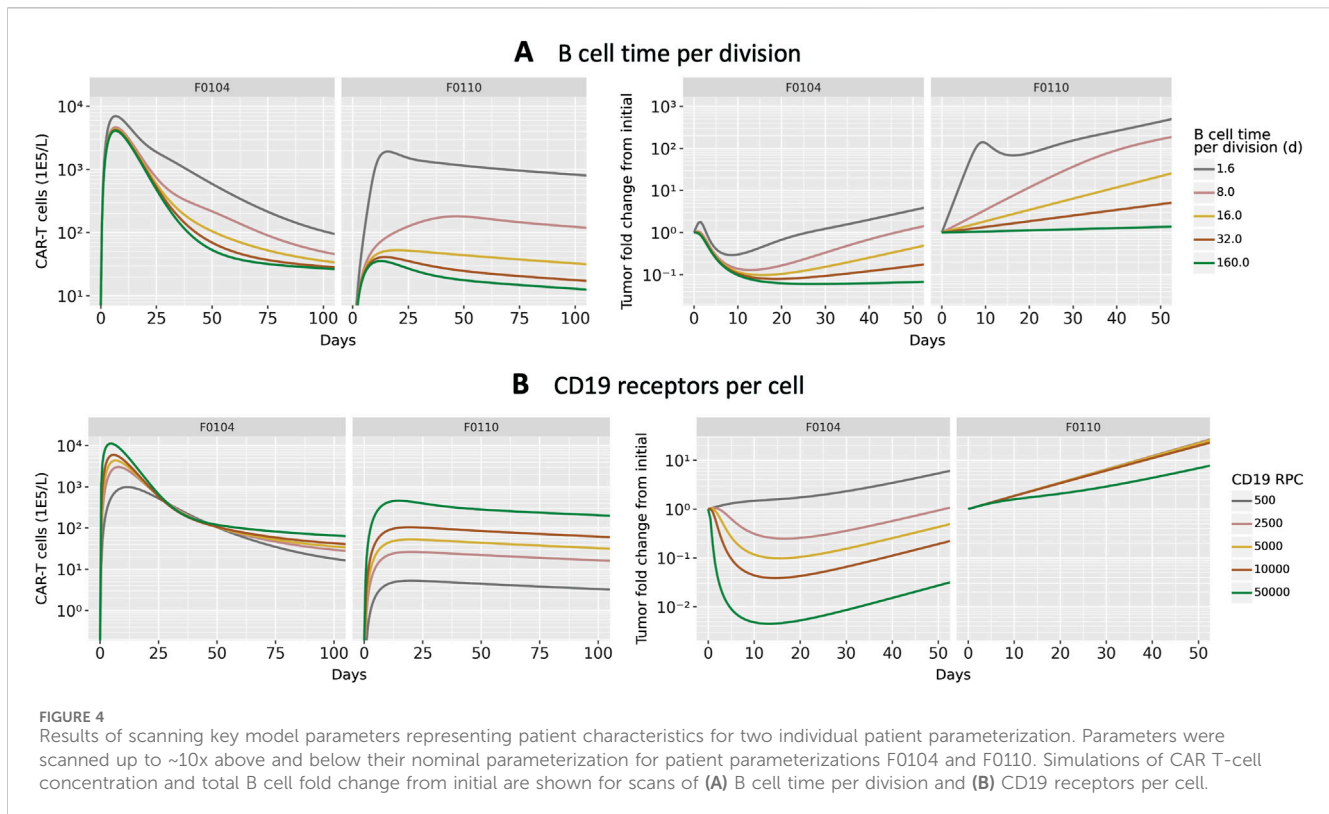 A B cell time per division
F0104
F0110
F0104
F0110
CAR-T cells (1E5/L)
10⁴
10³
10²
10¹
0 25 50 75 100
0 25 50 75 100
Days
Tumor fold change from initial
10³
10²
10¹
10⁰
10⁻¹
0 10 20 30 40 50
0 10 20 30 40 50
Days
B cell time
per division (d)
1.6
8.0
16.0
32.0
160.0
B CD19 receptors per cell
F0104
F0110
F0104
F0110
CAR-T cells (1E5/L)
10⁴
10³
10²
10¹
10⁰
0 25 50 75 100
0 25 50 75 100
Days
Tumor fold change from initial
10¹
10⁰
10⁻¹
10⁻²
0 10 20 30 40 50
0 10 20 30 40 50
Days
CD19 RPC
500
2500
5000
10000
50000
FIGURE 4
Results of scanning key model parameters representing patient characteristics for two individual patient parameterization. Parameters were
scanned up to ~10x above and below their nominal parameterization for patient parameterizations F0104 and F0110. Simulations of CAR T-cell
concentration and total B cell fold change from initial are shown for scans of (A) B cell time per division and (B) CD19 receptors per cell.